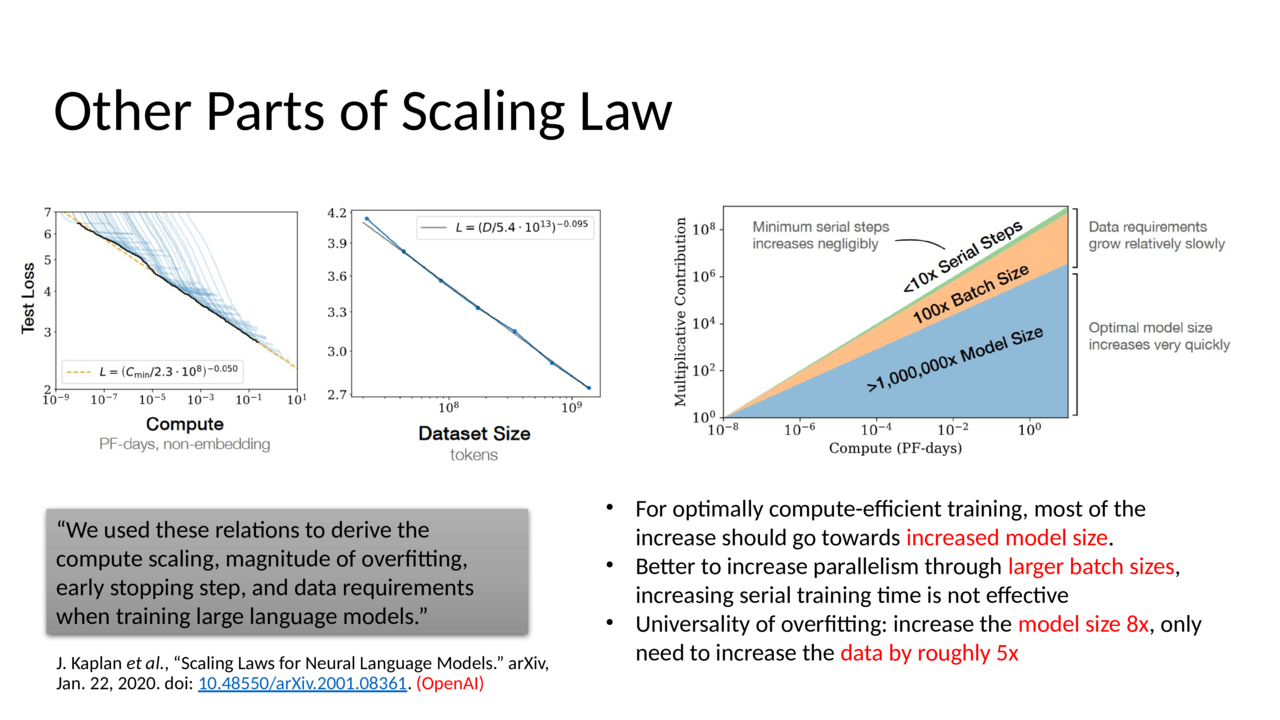 Other Parts of Scaling Law
7
6
5
4
3
2
Test Loss
L = (C_min/2.3 · 10^8)^−0.050
10^−9 10^−7 10^−5 10^−3 10^−1 10^1
Compute
PF-days, non-embedding
4.2
3.9
3.6
3.3
3.0
2.7
L = (D/5.4 · 10^13)^−0.095
10^8 10^9
Dataset Size
tokens
Multiplicative Contribution
10^8
10^6
10^4
10^2
10^0
Minimum serial steps
increases negligibly
<10x Serial Steps
100x Batch Size
>1,000,000x Model Size
Data requirements
grow relatively slowly
Optimal model size
increases very quickly
10^−8 10^−6 10^−4 10^−2 10^0
Compute (PF-days)
“We used these relations to derive the
compute scaling, magnitude of overfitting,
early stopping step, and data requirements
when training large language models.”
J. Kaplan et al., “Scaling Laws for Neural Language Models.” arXiv,
Jan. 22, 2020. doi: 10.48550/arXiv.2001.08361. (OpenAI)
• For optimally compute-efficient training, most of the
increase should go towards increased model size.
• Better to increase parallelism through larger batch sizes,
increasing serial training time is not effective
• Universality of overfitting: increase the model size 8x, only
need to increase the data by roughly 5x